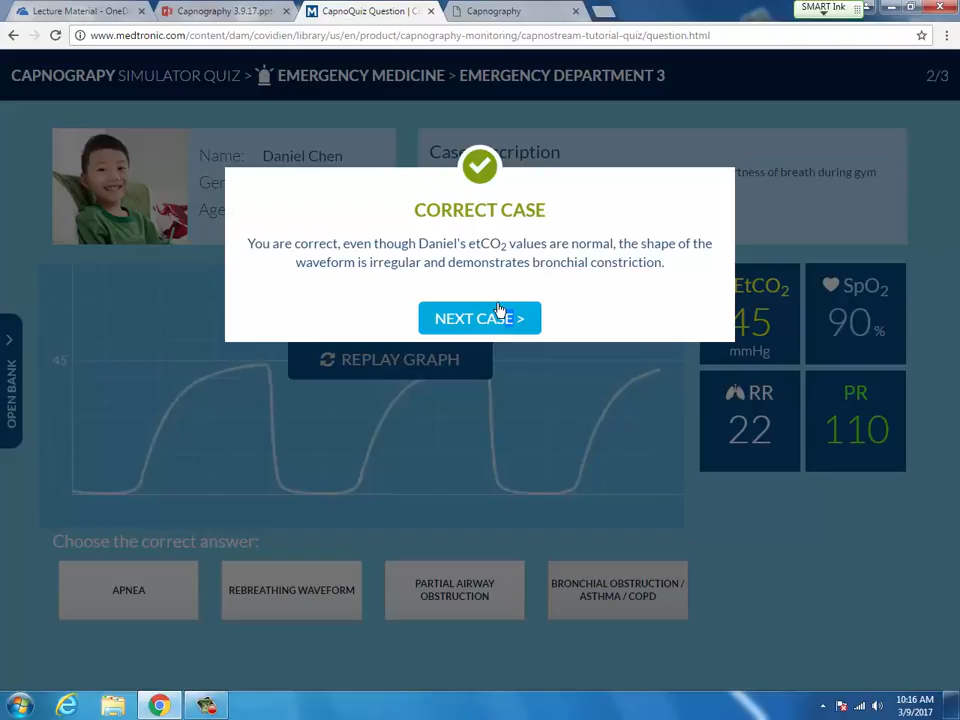 Lecture Material - OneD
Capnography 3.9.17.ppt
CapnoQuiz Question | C
Capnography
SMART Ink
www.medtronic.com/content/dam/covidien/library/us/en/product/capnography-monitoring/capnostream-tutorial-quiz/question.html
CAPNOGRAPY SIMULATOR QUIZ > EMERGENCY MEDICINE > EMERGENCY DEPARTMENT 3
2/3
Name: Daniel Chen
Gen
Age
Case Description
rtness of breath during gym
CORRECT CASE
You are correct, even though Daniel's etCO2 values are normal, the shape of the
waveform is irregular and demonstrates bronchial constriction.
NEXT CASE >
REPLAY GRAPH
45
OPEN BANK
EtCO2
45
mmHg
SpO2
90 %
RR
22
PR
110
Choose the correct answer:
APNEA
REBREATHING WAVEFORM
PARTIAL AIRWAY
OBSTRUCTION
BRONCHIAL OBSTRUCTION /
ASTHMA / COPD
10:16 AM
3/9/2017